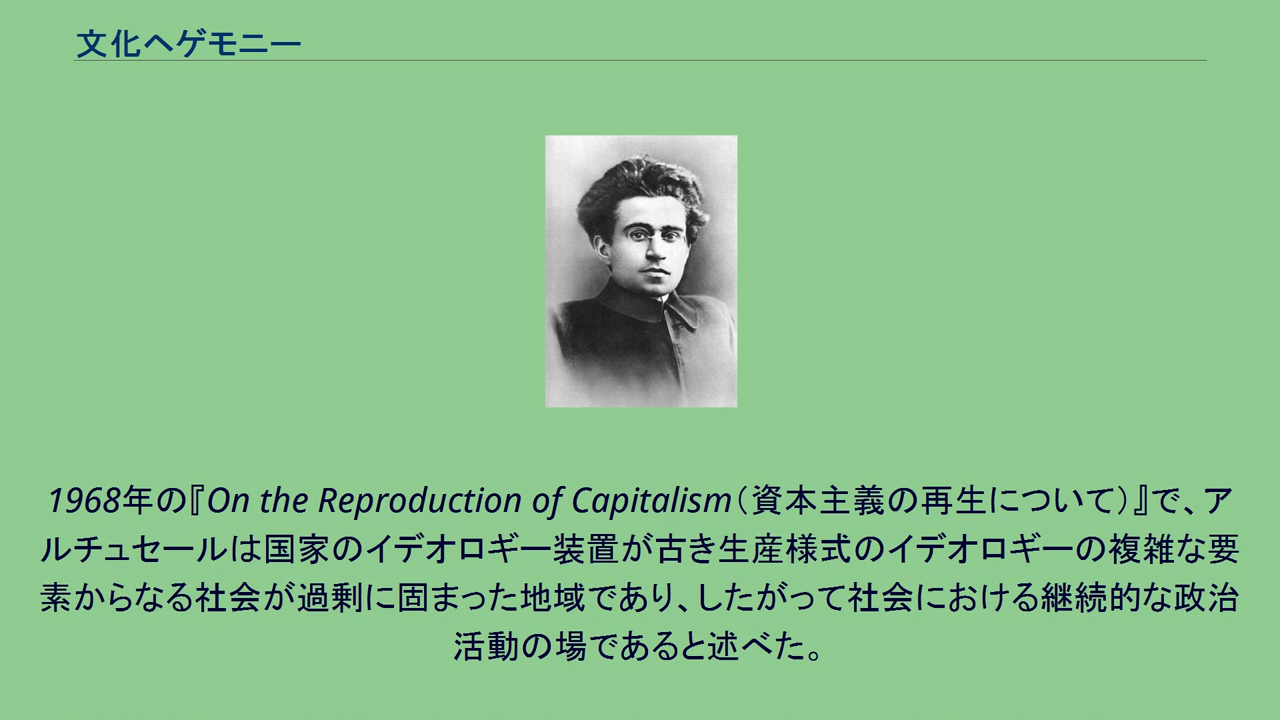 文化ヘゲモニー
1968年の『On the Reproduction of Capitalism（資本主義の再生について）』で、ア
ルチュセールは国家のイデオロギー装置が古き生産様式のイデオロギーの複雑な要
素からなる社会が過剰に固まった地域であり、したがって社会における継続的な政治
活動の場であると述べた。